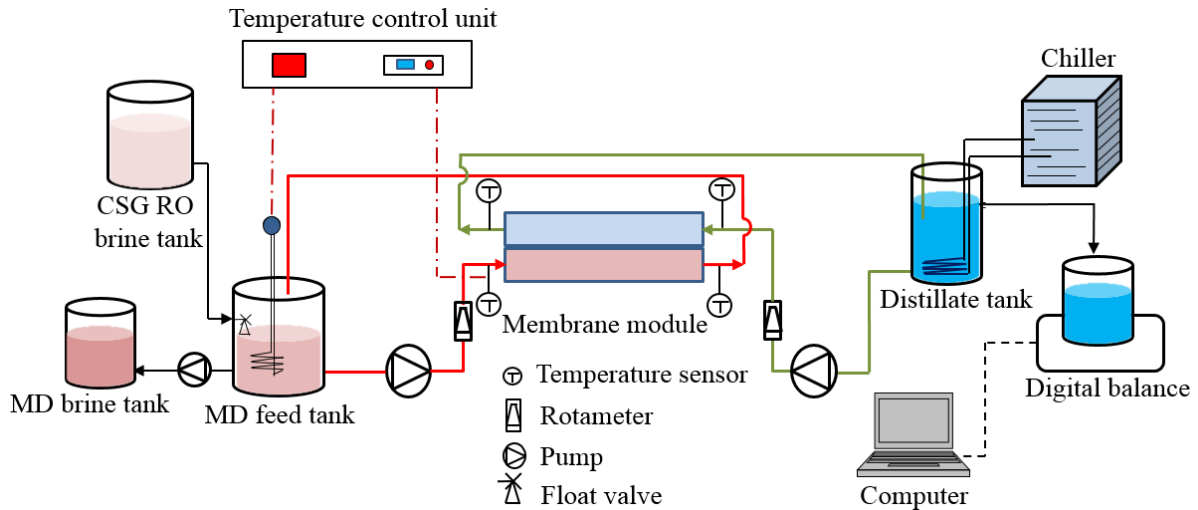 Temperature control unit
Chiller
CSG RO
brine tank
T
T
T
T
Membrane module
Distillate tank
MD brine tank
MD feed tank
Digital balance
T Temperature sensor
Rotameter
Pump
Float valve
Computer